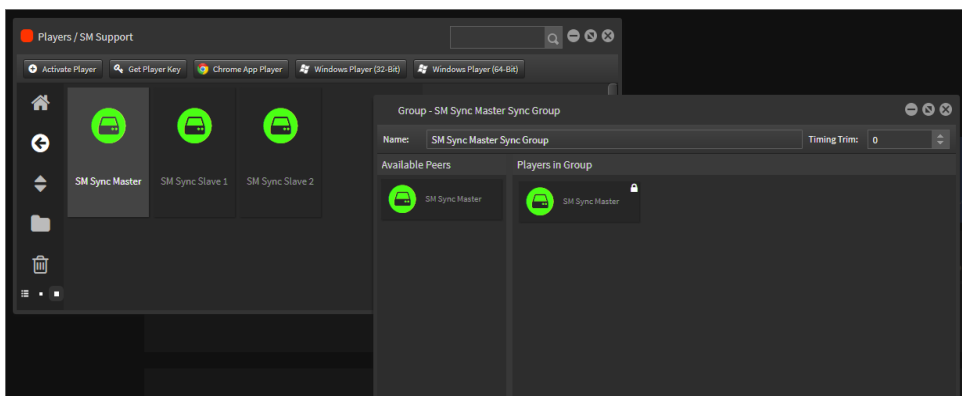 Players / SM Support
Activate Player Get Player Key Chrome App Player Windows Player (32-Bit) Windows Player (64-Bit)
SM Sync Master SM Sync Slave 1 SM Sync Slave 2
Group - SM Sync Master Sync Group
Name: SM Sync Master Sync Group Timing Trim: 0
Available Peers Players in Group
SM Sync Master SM Sync Master